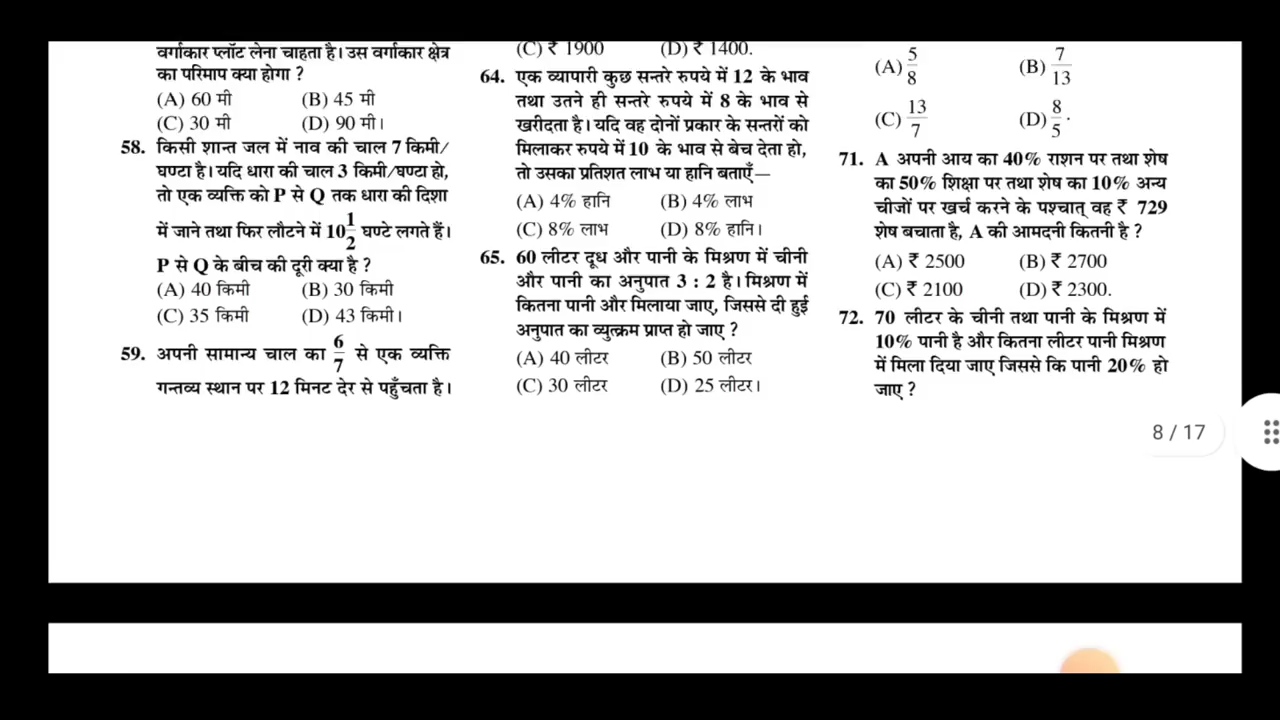 वर्गाकार प्लॉट लेना चाहता है। उस वर्गाकार क्षेत्र
का परिमाप क्या होगा ?
(A) 60 मी (B) 45 मी
(C) 30 मी (D) 90 मी।
58. किसी शान्त जल में नाव की चाल 7 किमी/
घण्टा है। यदि धारा की चाल 3 किमी/घण्टा हो,
तो एक व्यक्ति को P से Q तक धारा की दिशा
में जाने तथा फिर लौटने में 10 1/2 घण्टे लगते हैं।
P से Q के बीच की दूरी क्या है ?
(A) 40 किमी (B) 30 किमी
(C) 35 किमी (D) 43 किमी।
59. अपनी सामान्य चाल का 6/7 से एक व्यक्ति
गन्तव्य स्थान पर 12 मिनट देर से पहुँचता है।
(C) ₹ 1900 (D) ₹ 1400.
64. एक व्यापारी कुछ सन्तरे रुपये में 12 के भाव
तथा उतने ही सन्तरे रुपये में 8 के भाव से
खरीदता है। यदि वह दोनों प्रकार के सन्तरों को
मिलाकर रुपये में 10 के भाव से बेच देता हो,
तो उसका प्रतिशत लाभ या हानि बताएँ—
(A) 4% हानि (B) 4% लाभ
(C) 8% लाभ (D) 8% हानि।
65. 60 लीटर दूध और पानी के मिश्रण में चीनी
और पानी का अनुपात 3 : 2 है। मिश्रण में
कितना पानी और मिलाया जाए, जिससे दी हुई
अनुपात का व्युत्क्रम प्राप्त हो जाए ?
(A) 40 लीटर (B) 50 लीटर
(C) 30 लीटर (D) 25 लीटर।
(A) 5/8 (B) 7/13
(C) 13/7 (D) 8/5.
71. A अपनी आय का 40% राशन पर तथा शेष
का 50% शिक्षा पर तथा शेष का 10% अन्य
चीजों पर खर्च करने के पश्चात् वह ₹ 729
शेष बचाता है, A की आमदनी कितनी है ?
(A) ₹ 2500 (B) ₹ 2700
(C) ₹ 2100 (D) ₹ 2300.
72. 70 लीटर के चीनी तथा पानी के मिश्रण में
10% पानी है और कितना लीटर पानी मिश्रण
में मिला दिया जाए जिससे कि पानी 20% हो
जाए ?
8 / 17